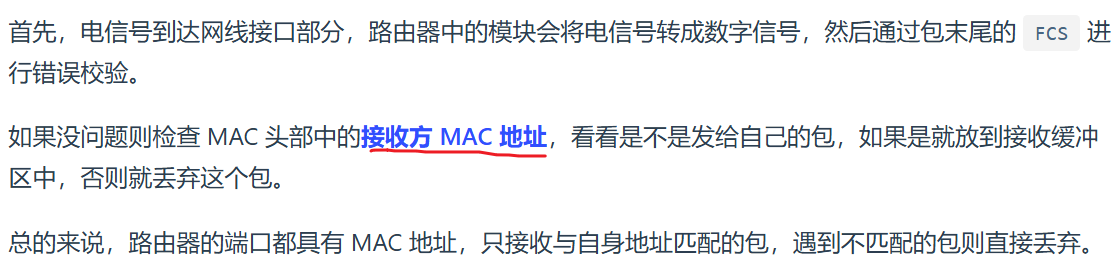 首先，电信号到达网线接口部分，路由器中的模块会将电信号转成数字信号，然后通过包末尾的 FCS 进
行错误校验。
如果没问题则检查 MAC 头部中的接收方 MAC 地址，看看是不是发给自己的包，如果是就放到接收缓冲
区中，否则就丢弃这个包。
总的来说，路由器的端口都具有 MAC 地址，只接收与自身地址匹配的包，遇到不匹配的包则直接丢弃。